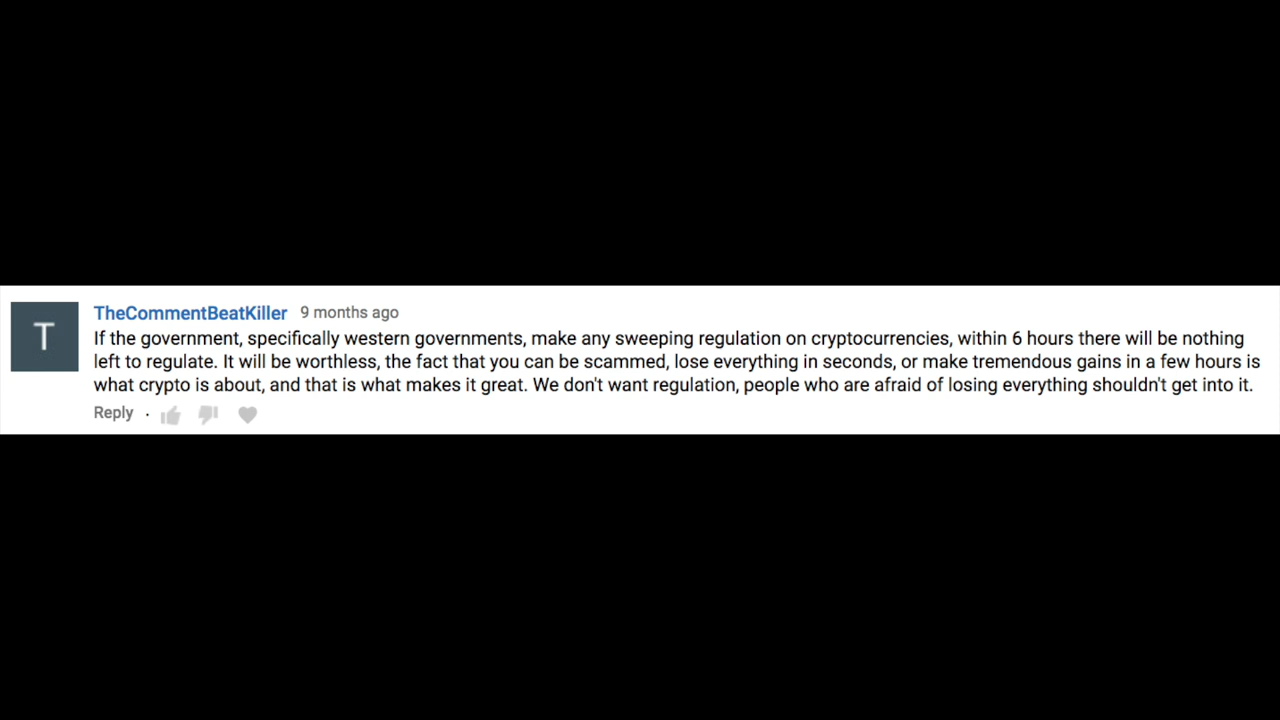 T
TheCommentBeatKiller 9 months ago
If the government, specifically western governments, make any sweeping regulation on cryptocurrencies, within 6 hours there will be nothing
left to regulate. It will be worthless, the fact that you can be scammed, lose everything in seconds, or make tremendous gains in a few hours is
what crypto is about, and that is what makes it great. We don't want regulation, people who are afraid of losing everything shouldn't get into it.
Reply ·